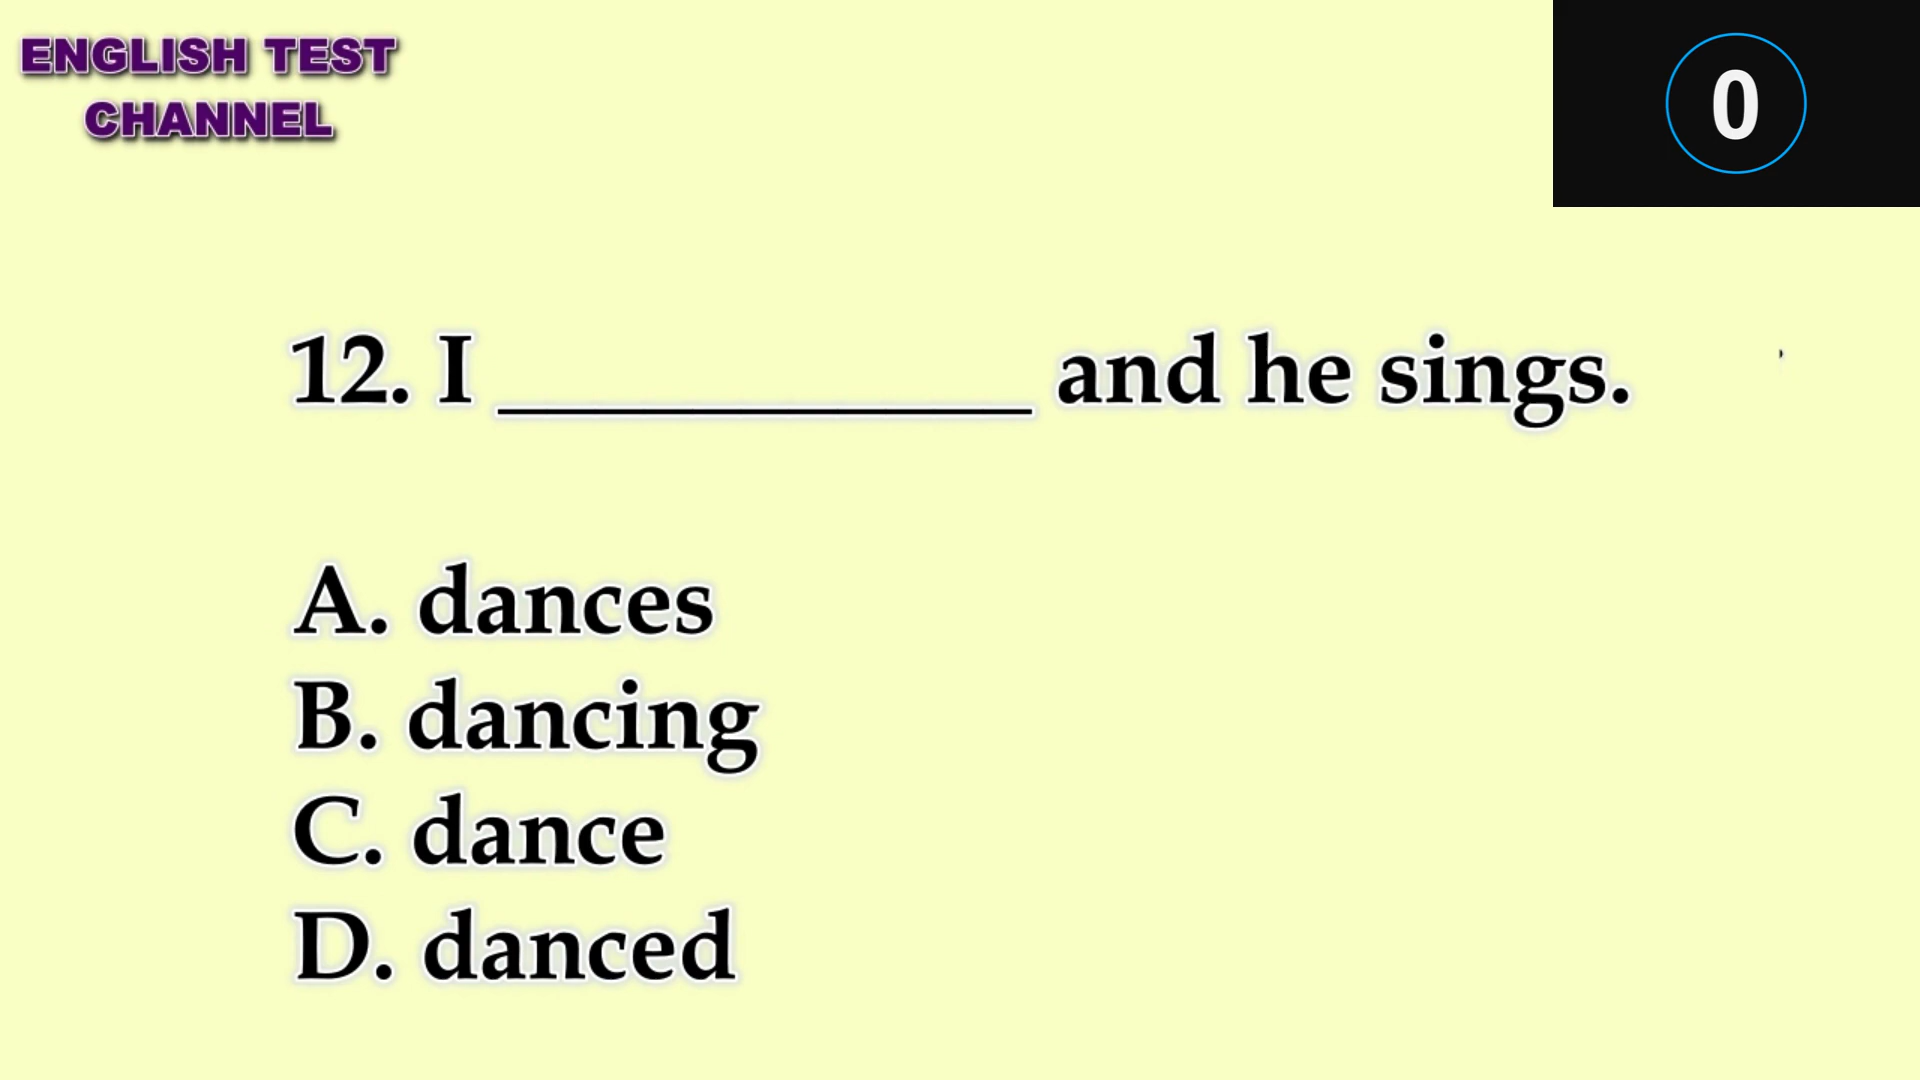 ENGLISH TEST
CHANNEL
0
12. I ____________ and he sings.
A. dances
B. dancing
C. dance
D. danced